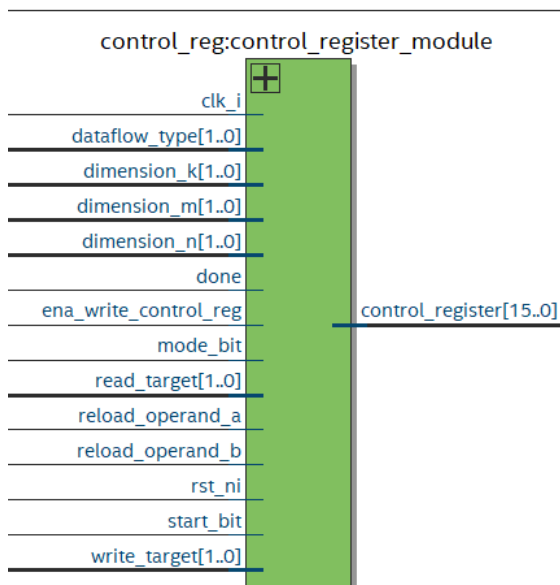 control_reg:control_register_module
clk_i
dataflow_type[1..0]
dimension_k[1..0]
dimension_m[1..0]
dimension_n[1..0]
done
ena_write_control_reg
control_register[15..0]
mode_bit
read_target[1..0]
reload_operand_a
reload_operand_b
rst_ni
start_bit
write_target[1..0]